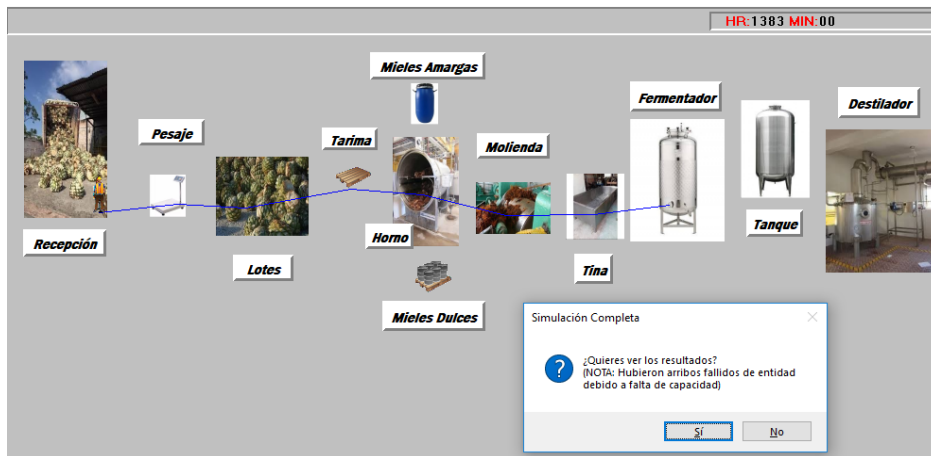 HR:1383 MIN:00
Mieles Amargas
Fermentador
Destilador
Pesaje
Tarima
Molienda
Horno
Tanque
Recepción
Lotes
Tina
Mieles Dulces
Simulación Completa
¿Quieres ver los resultados?
(NOTA: Hubieron arribos fallidos de entidad
debido a falta de capacidad)
Sí
No